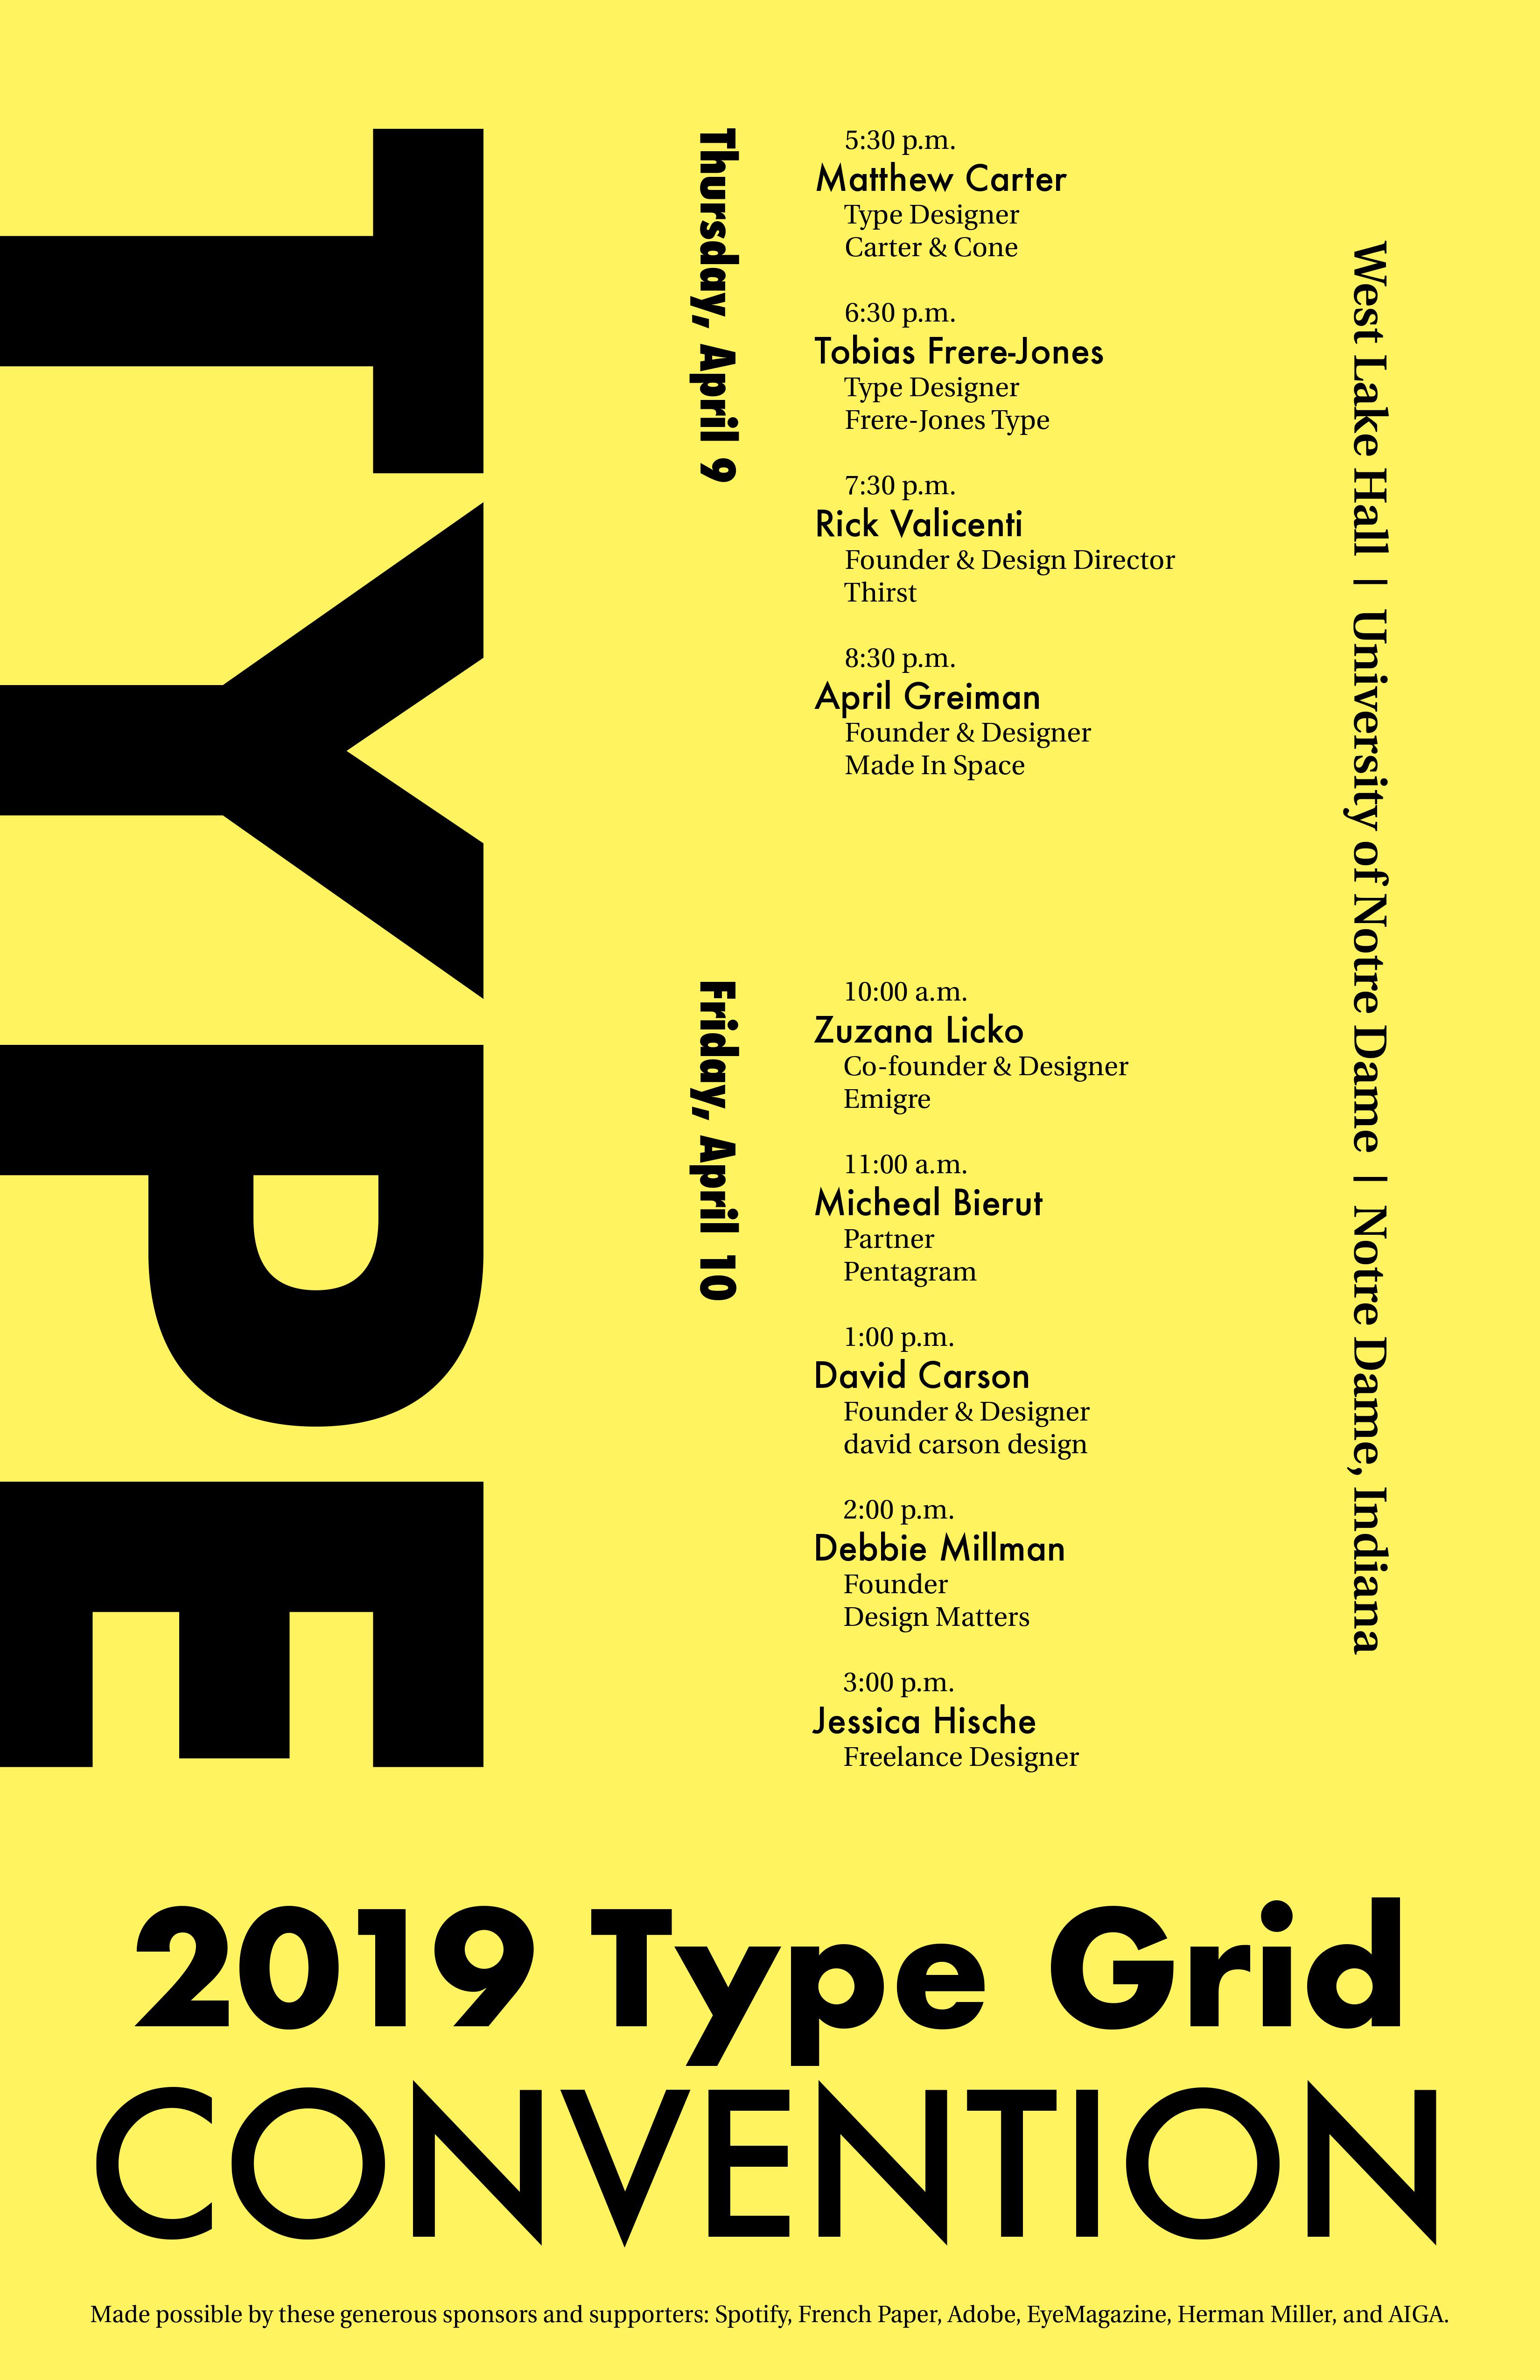 TYPE
Thursday, April 9
5:30 p.m.
Matthew Carter
Type Designer
Carter & Cone
6:30 p.m.
Tobias Frere-Jones
Type Designer
Frere-Jones Type
7:30 p.m.
Rick Valicenti
Founder & Design Director
Thirst
8:30 p.m.
April Greiman
Founder & Designer
Made In Space
Friday, April 10
10:00 a.m.
Zuzana Licko
Co-founder & Designer
Emigre
11:00 a.m.
Micheal Bierut
Partner
Pentagram
1:00 p.m.
David Carson
Founder & Designer
david carson design
2:00 p.m.
Debbie Millman
Founder
Design Matters
3:00 p.m.
Jessica Hische
Freelance Designer
West Lake Hall | University of Notre Dame | Notre Dame, Indiana
2019 Type Grid
CONVENTION
Made possible by these generous sponsors and supporters: Spotify, French Paper, Adobe, EyeMagazine, Herman Miller, and AIGA.